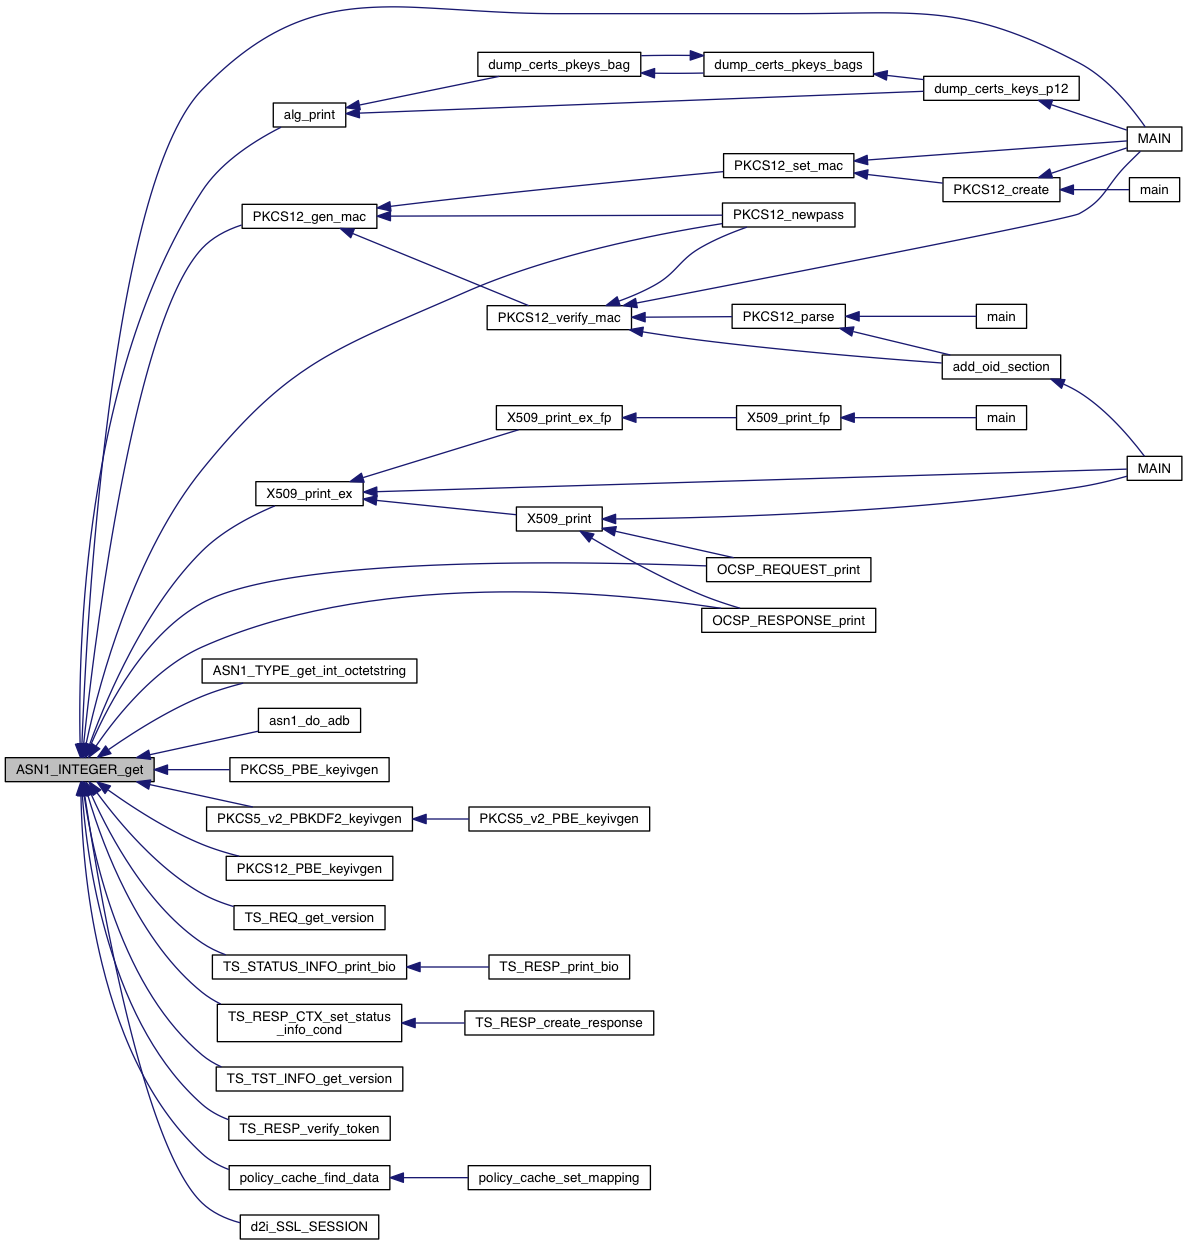 dump_certs_pkeys_bag
dump_certs_pkeys_bags
dump_certs_keys_p12
alg_print
MAIN
PKCS12_set_mac
PKCS12_create
main
PKCS12_gen_mac
PKCS12_newpass
PKCS12_verify_mac
PKCS12_parse
main
add_oid_section
X509_print_ex_fp
X509_print_fp
main
MAIN
X509_print_ex
X509_print
OCSP_REQUEST_print
OCSP_RESPONSE_print
ASN1_TYPE_get_int_octetstring
asn1_do_adb
ASN1_INTEGER_get
PKCS5_PBE_keyivgen
PKCS5_v2_PBKDF2_keyivgen
PKCS5_v2_PBE_keyivgen
PKCS12_PBE_keyivgen
TS_REQ_get_version
TS_STATUS_INFO_print_bio
TS_RESP_print_bio
TS_RESP_CTX_set_status
_info_cond
TS_RESP_create_response
TS_TST_INFO_get_version
TS_RESP_verify_token
policy_cache_find_data
policy_cache_set_mapping
d2i_SSL_SESSION